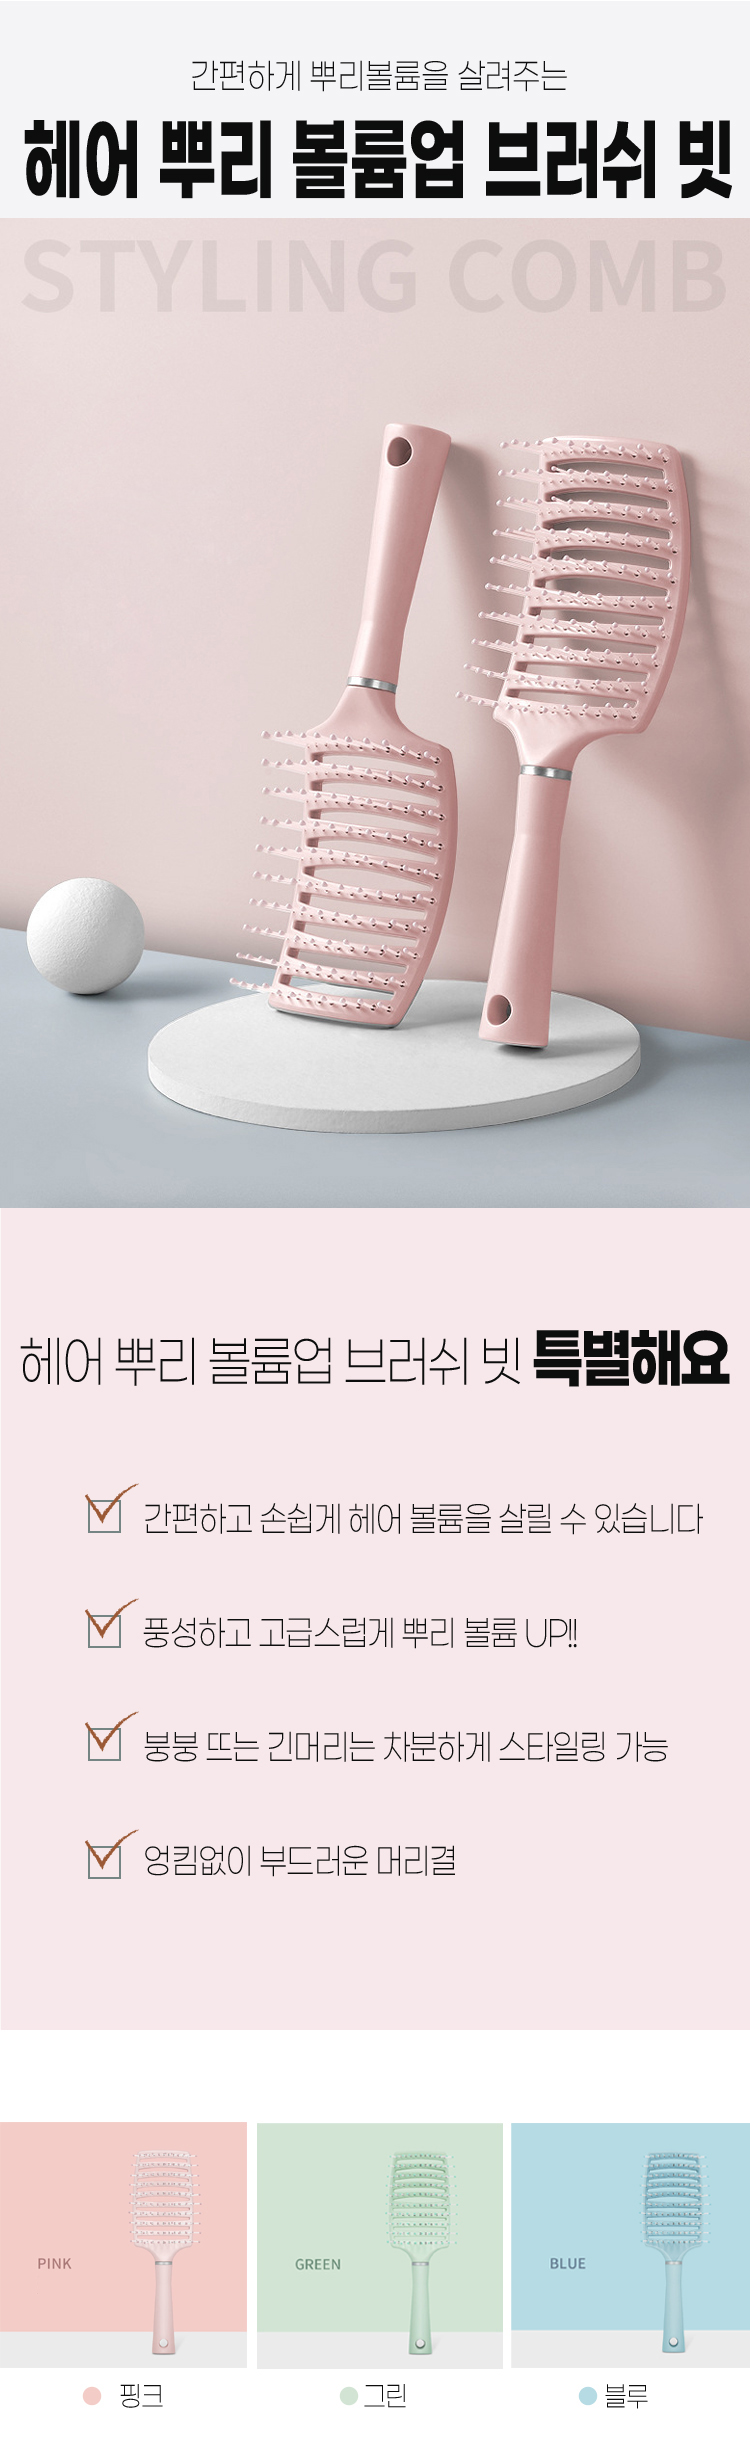 간편하게 뿌리볼륨을 살려주는
헤어 뿌리 볼륨업 브러쉬 빗
STYLING COMB
헤어 뿌리 볼륨업 브러쉬 빗 특별해요
간편하고 손쉽게 헤어 볼륨을 살릴 수 있습니다
풍성하고 고급스럽게 뿌리 볼륨 UP!!
붕붕 뜨는 긴머리는 차분하게 스타일링 가능
엉킴없이 부드러운 머리결
PINK
GREEN
BLUE
핑크
그린
블루